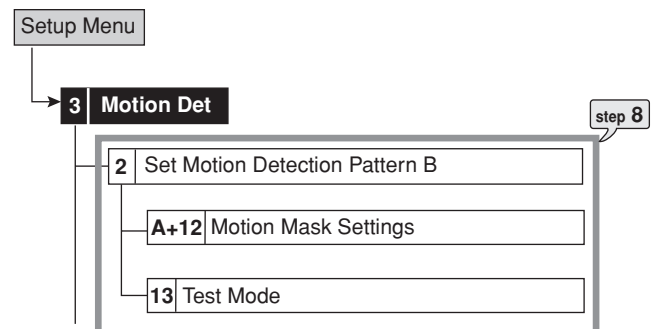 Setup Menu
3 Motion Det
step 8
2 Set Motion Detection Pattern B
A+12 Motion Mask Settings
13 Test Mode